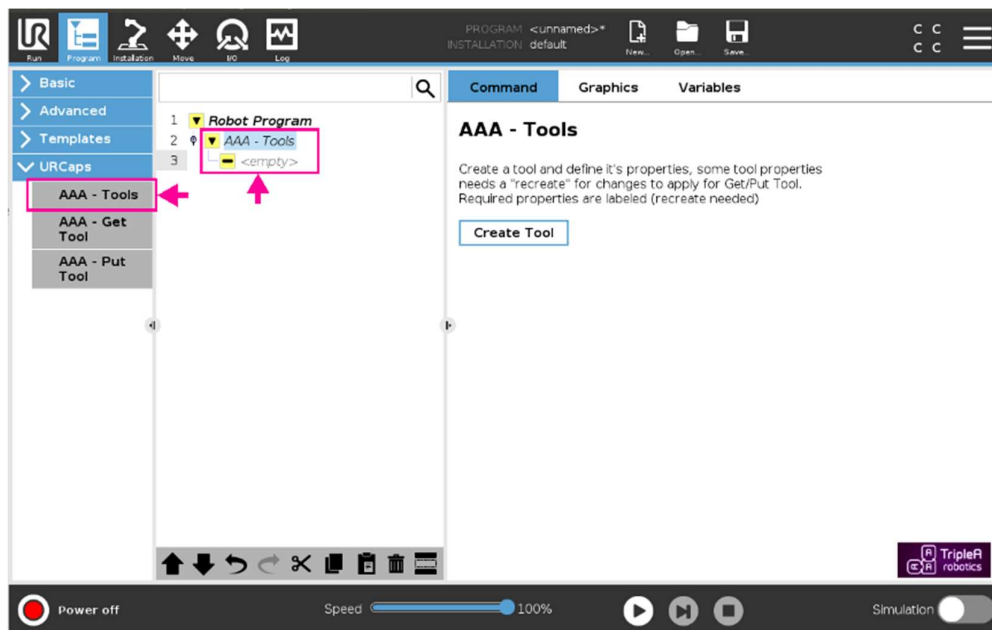 UR
PROGRAM <unnamed>*
INSTALLATION default
Run
Program
Installation
Move
I/O
Log
New...
Open...
Save...
C C
C C
Basic
Advanced
Templates
URCaps
AAA - Tools
AAA - Get
Tool
AAA - Put
Tool
1 Robot Program
2 AAA - Tools
3 <empty>
Command
Graphics
Variables
AAA - Tools
Create a tool and define it's properties, some tool properties
needs a "recreate" for changes to apply for Get/Put Tool.
Required properties are labeled (recreate needed)
Create Tool
A
A A
TripleA
robotics
Power off
Speed
100%
Simulation